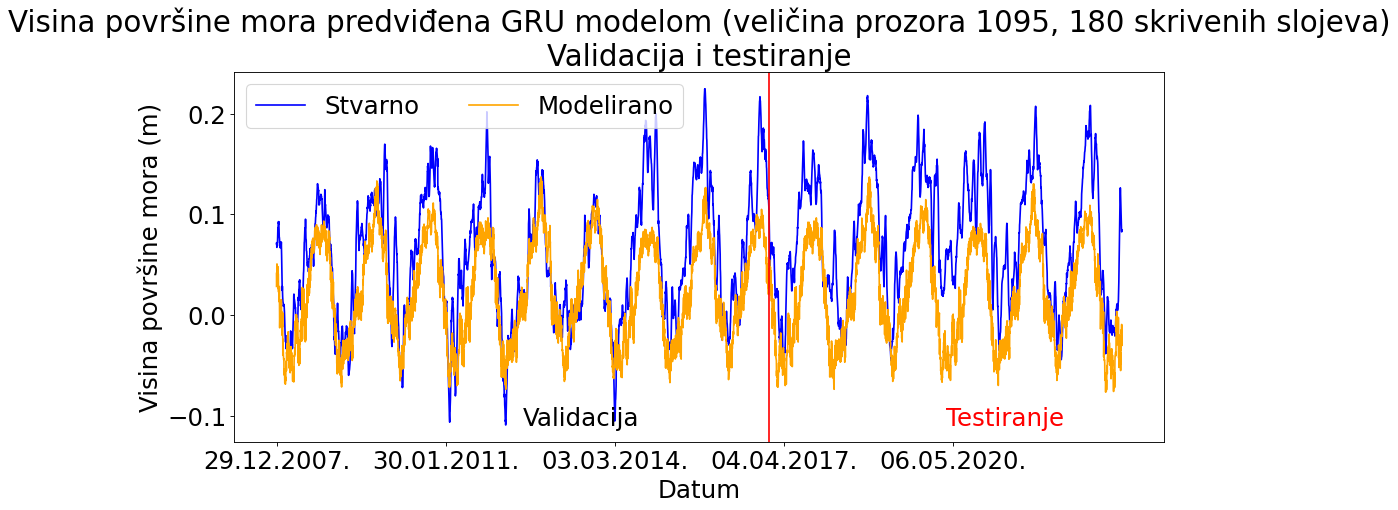 Visina površine mora predviđena GRU modelom (veličina prozora 1095, 180 skrivenih slojeva)
Validacija i testiranje
Stvarno
Modelirano
Visina površine mora (m)
0.2
0.1
0.0
−0.1
Validacija
Testiranje
29.12.2007.
30.01.2011.
03.03.2014.
04.04.2017.
06.05.2020.
Datum